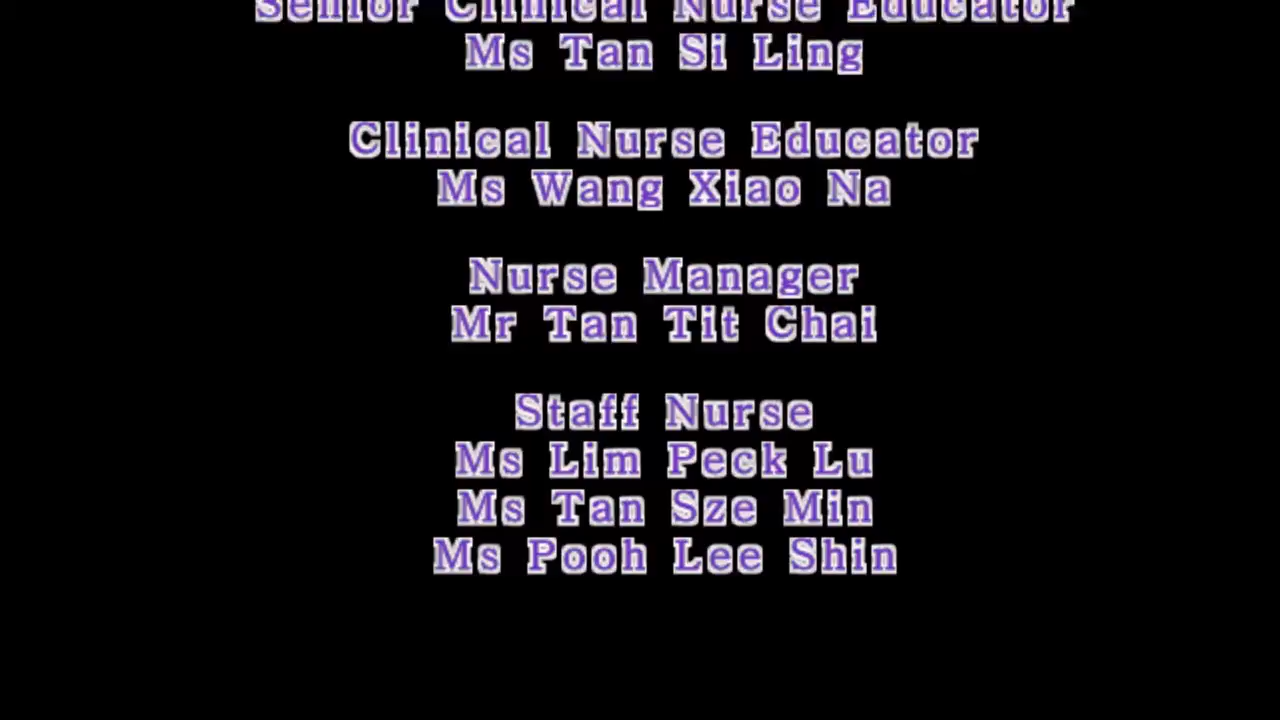 Senior Clinical Nurse Educator
Ms Tan Si Ling
Clinical Nurse Educator
Ms Wang Xiao Na
Nurse Manager
Mr Tan Tit Chai
Staff Nurse
Ms Lim Peck Lu
Ms Tan Sze Min
Ms Pooh Lee Shin